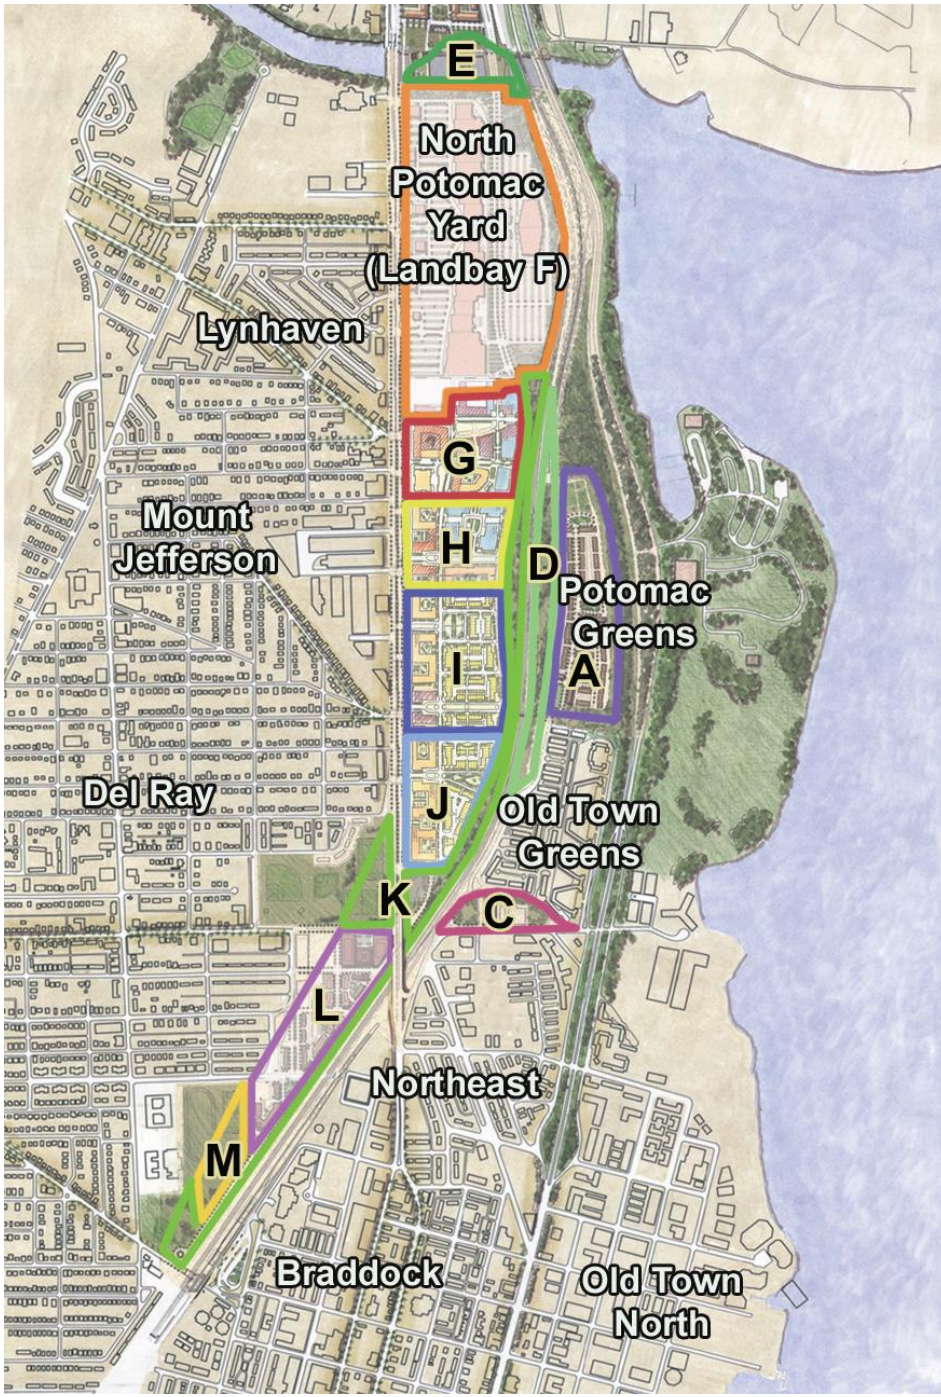 E
North
Potomac
Yard
(Landbay F)
Lynhaven
G
Mount
Jefferson
H
D
Potomac
Greens
I
A
Del Ray
J
Old Town
Greens
K
C
L
Northeast
M
Braddock
Old Town
North